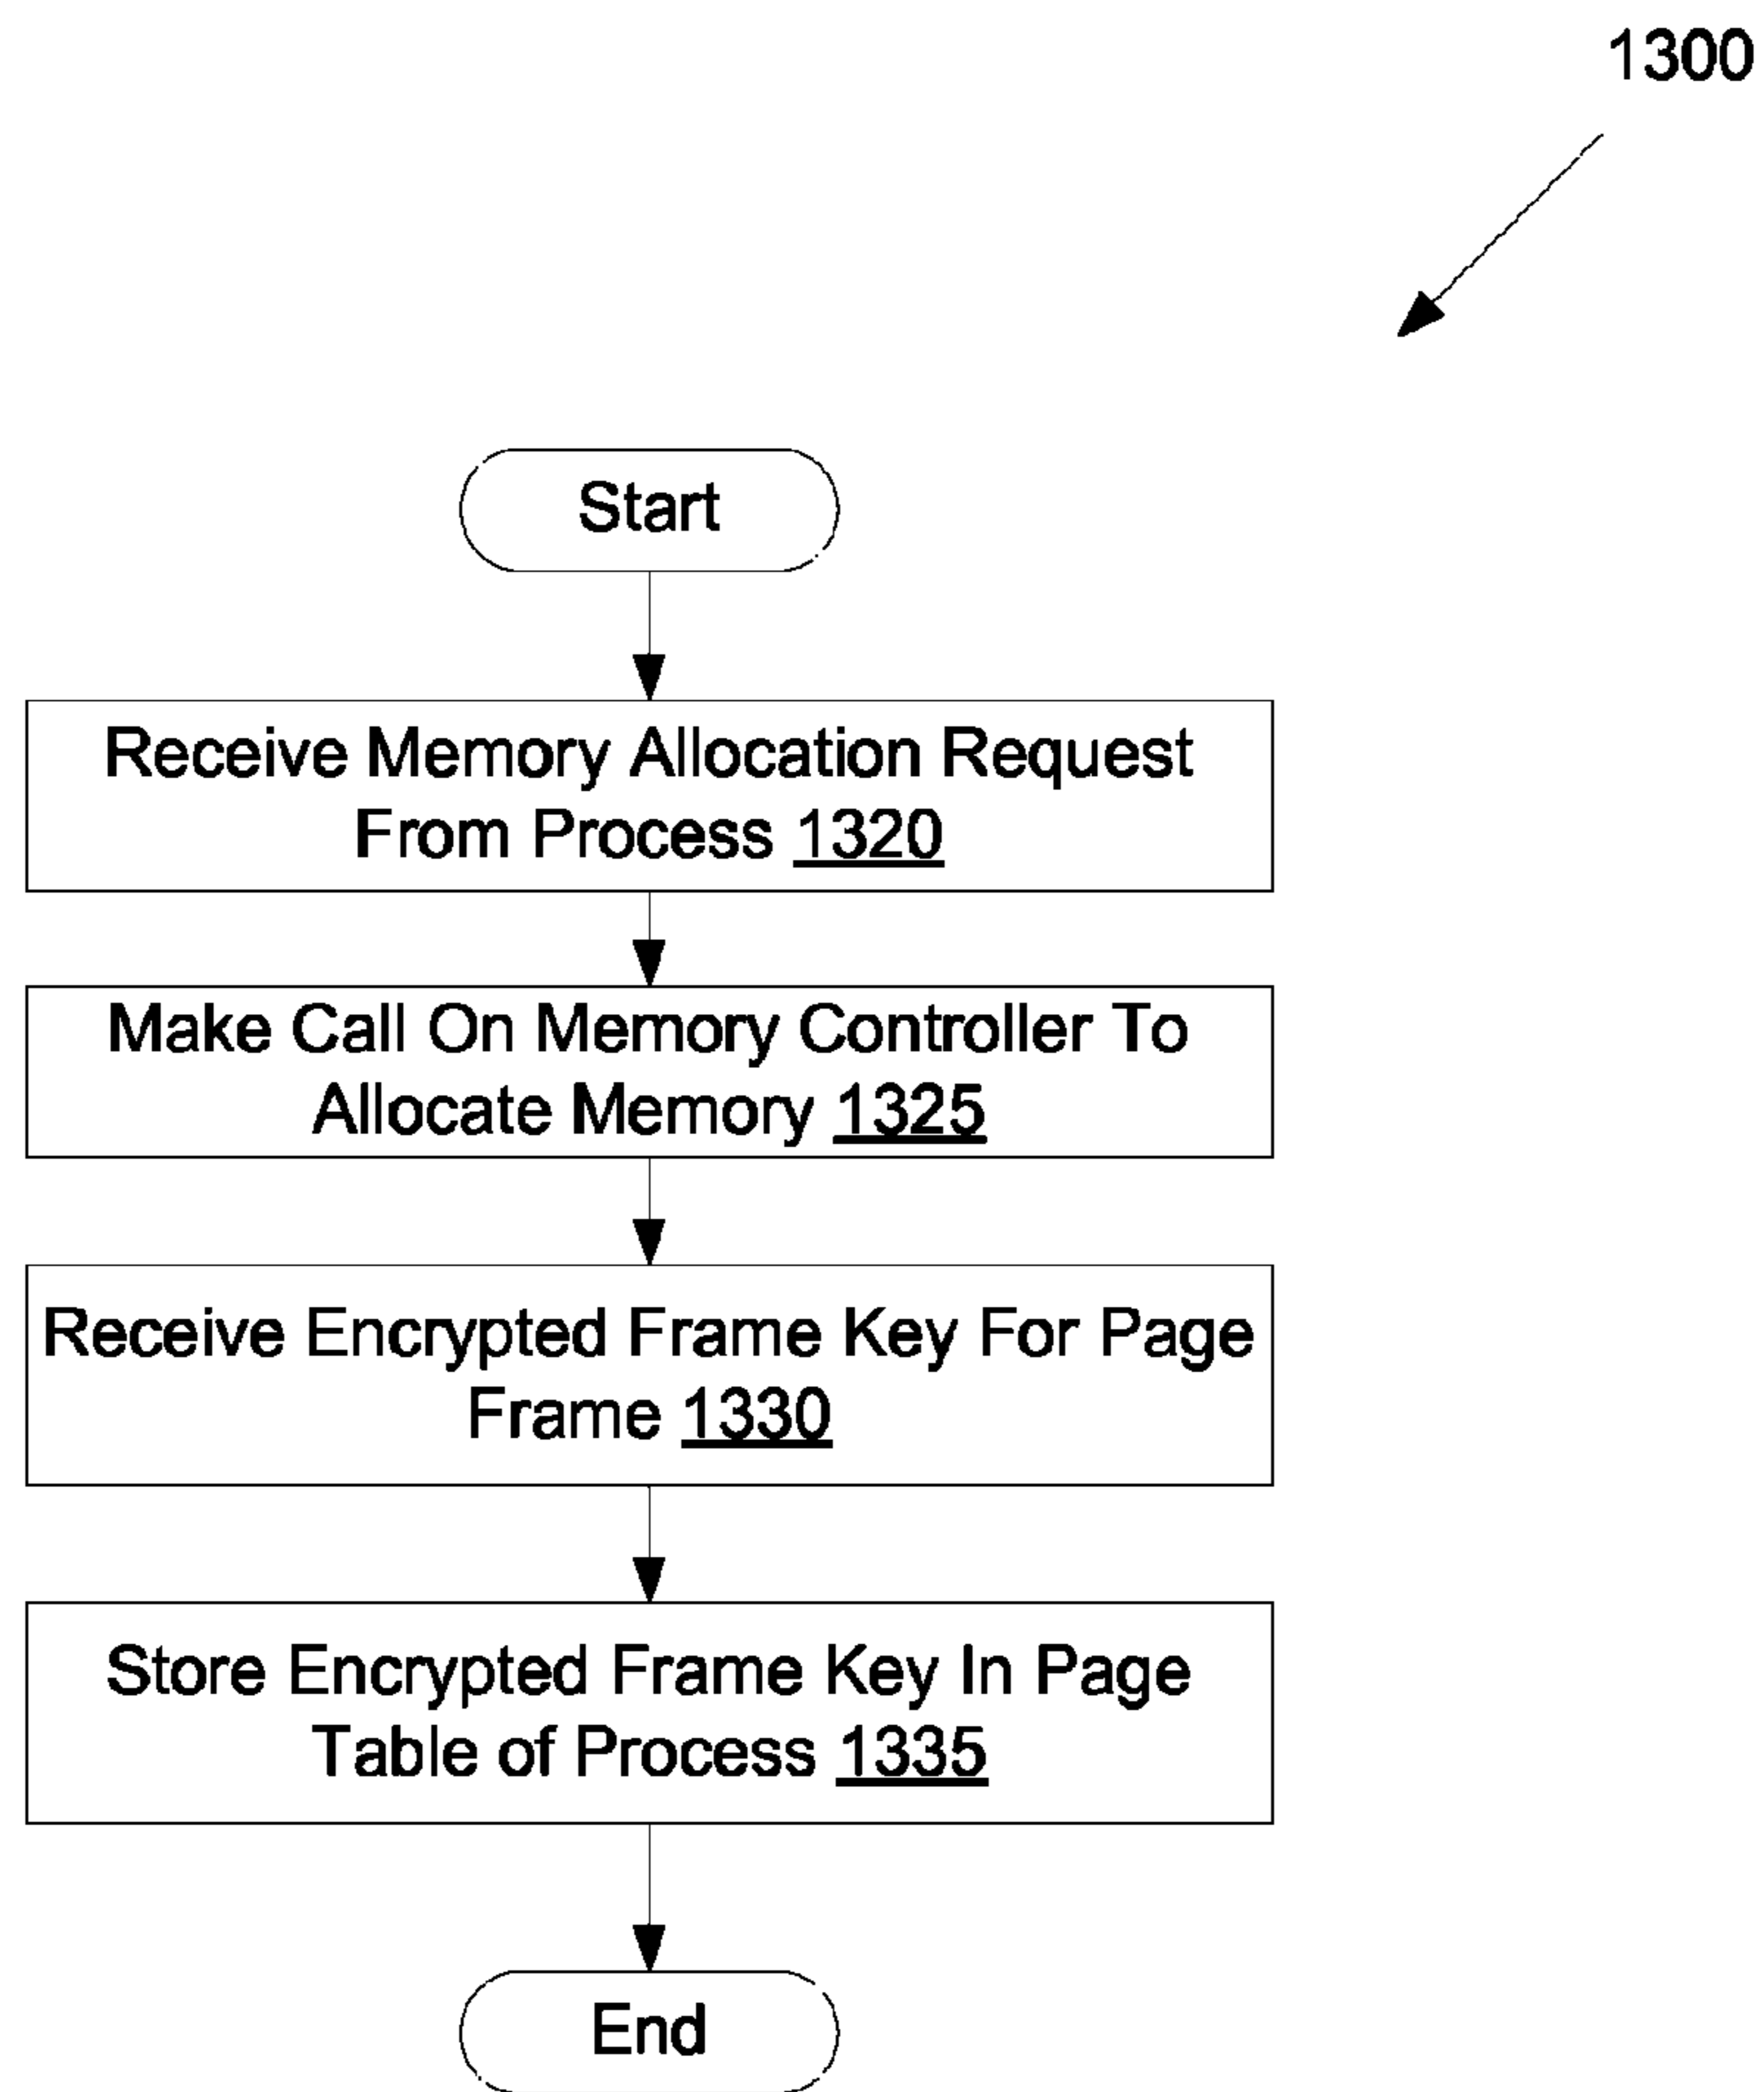 1300
Start
Receive Memory Allocation Request
From Process 1320
Make Call On Memory Controller To
Allocate Memory 1325
Receive Encrypted Frame Key For Page
Frame 1330
Store Encrypted Frame Key In Page
Table of Process 1335
End